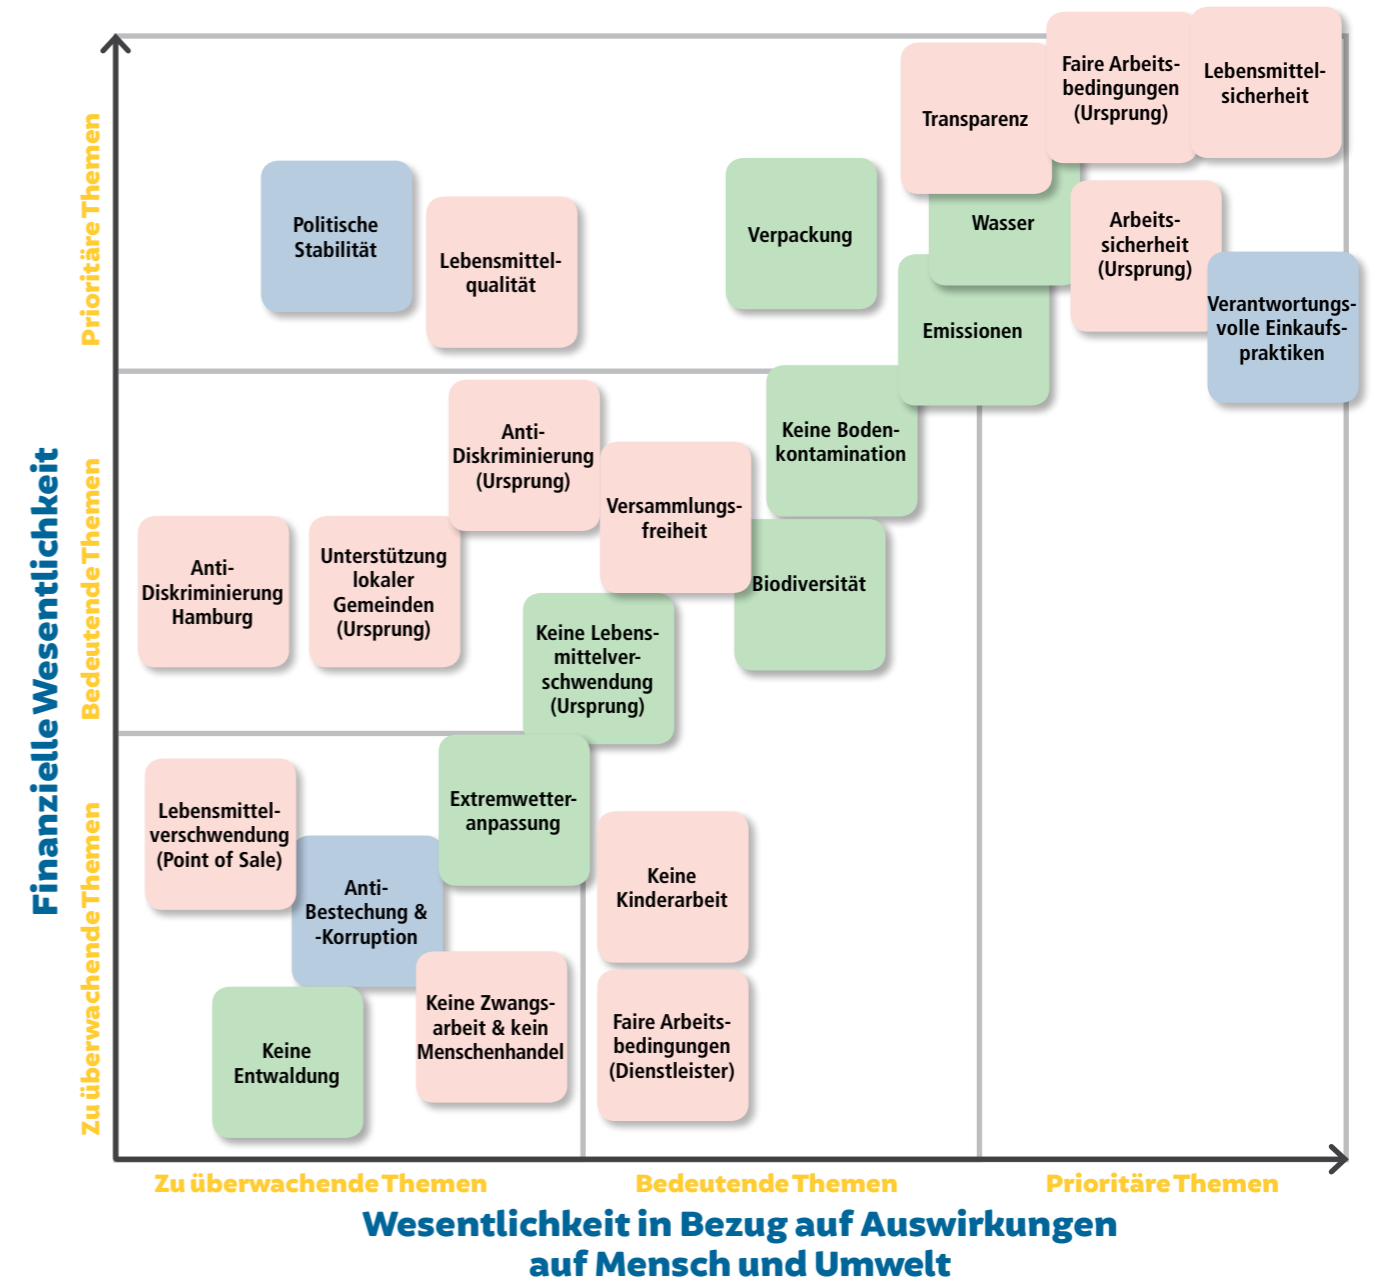 Finanzielle Wesentlichkeit
Prioritäre Themen
Bedeutende Themen
Zu überwachende Themen
Transparenz
Faire Arbeits-
bedingungen
(Ursprung)
Lebensmittel-
sicherheit
Politische
Stabilität
Lebensmittel-
qualität
Verpackung
Wasser
Arbeits-
sicherheit
(Ursprung)
Emissionen
Verantwortungs-
volle Einkaufs-
praktiken
Anti-
Diskriminierung
(Ursprung)
Keine Boden-
kontamination
Versammlungs-
freiheit
Anti-
Diskriminierung
Hamburg
Unterstützung
lokaler
Gemeinden
(Ursprung)
Biodiversität
Keine Lebens-
mittelver-
schwendung
(Ursprung)
Lebensmittel-
verschwendung
(Point of Sale)
Extremwetter-
anpassung
Anti-
Bestechung &
-Korruption
Keine
Kinderarbeit
Keine Zwangs-
arbeit & kein
Menschenhandel
Keine
Entwaldung
Faire Arbeits-
bedingungen
(Dienstleister)
Zu überwachende Themen
Bedeutende Themen
Prioritäre Themen
Wesentlichkeit in Bezug auf Auswirkungen
auf Mensch und Umwelt